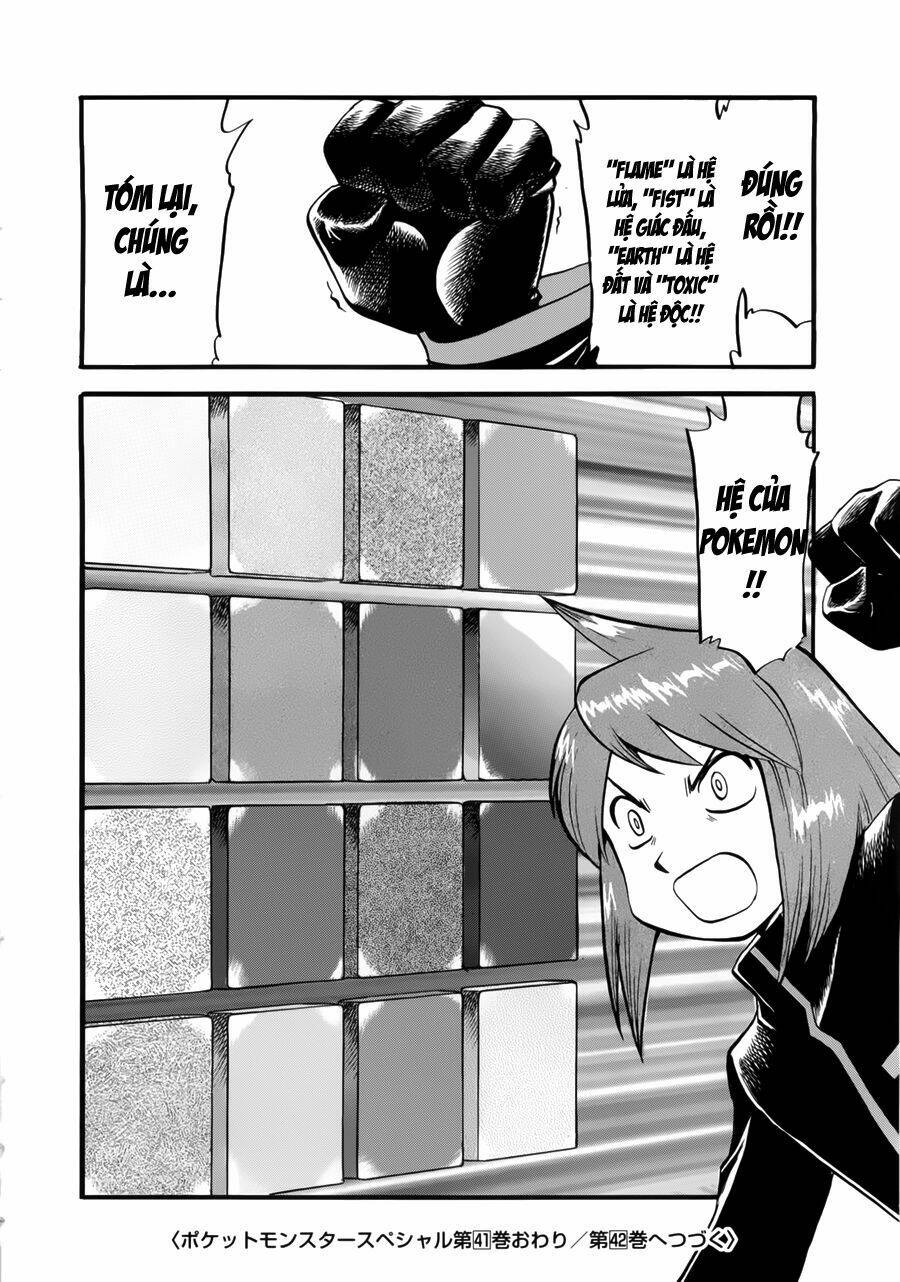 ĐÚNG
RỒI!!
"FLAME" LÀ HỆ
LỬA, "FIST" LÀ
HỆ GIÁC ĐẤU,
"EARTH" LÀ HỆ
ĐẤT VÀ "TOXIC"
LÀ HỆ ĐỘC!!
TÓM LẠI,
CHÚNG
LÀ...
HỆ CỦA
POKEMON
!!
〈ポケットモンスタースペシャル第41巻おわり／第42巻へつづく〉